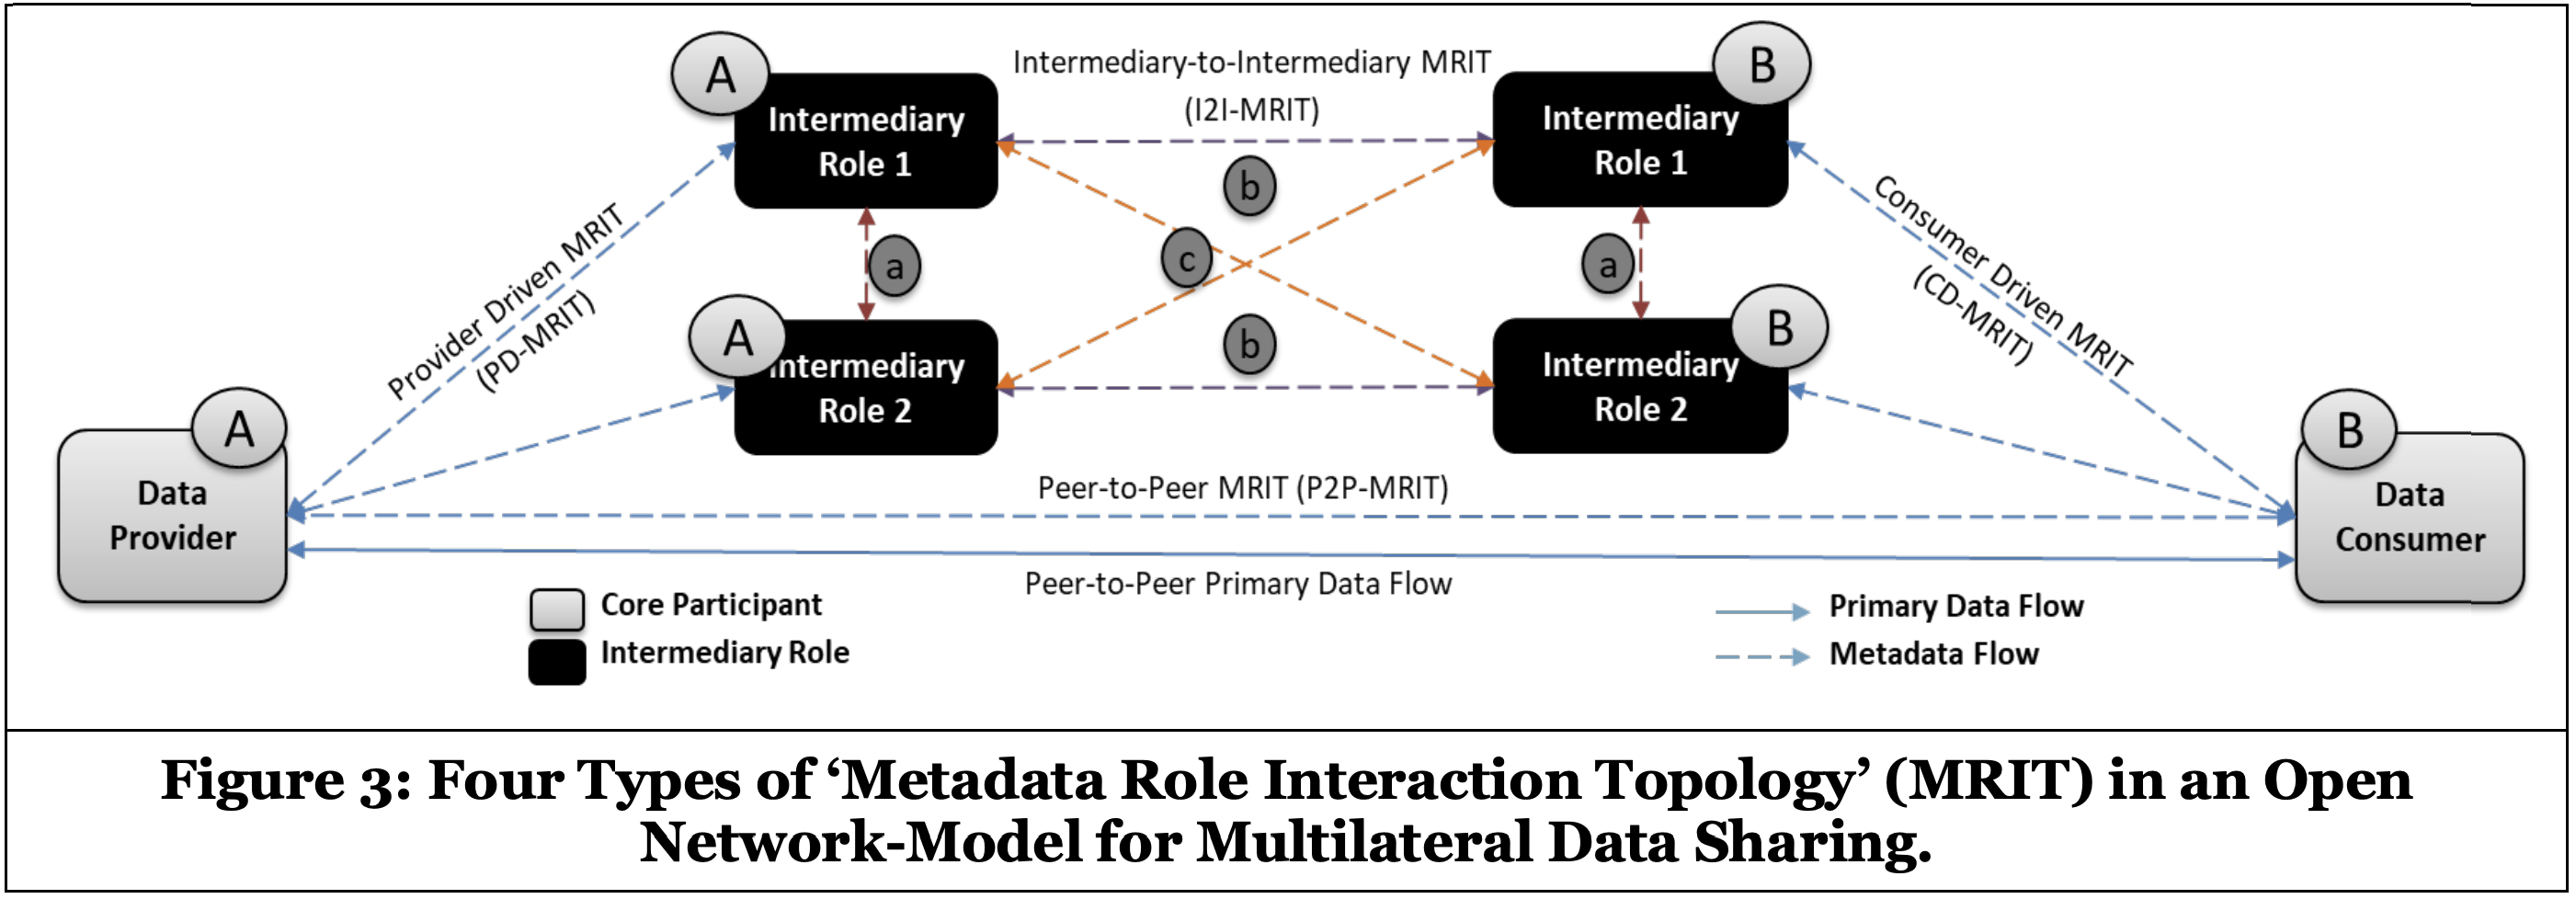 A
Intermediary
Role 1
Intermediary-to-Intermediary MRIT
(I2I-MRIT)
B
Intermediary
Role 1
b
Provider Driven MRIT
(PD-MRIT)
a
c
a
Consumer Driven MRIT
(CD-MRIT)
A
Intermediary
Role 2
b
B
Intermediary
Role 2
A
Data
Provider
Peer-to-Peer MRIT (P2P-MRIT)
B
Data
Consumer
Peer-to-Peer Primary Data Flow
Core Participant
Intermediary Role
Primary Data Flow
Metadata Flow
Figure 3: Four Types of ‘Metadata Role Interaction Topology’ (MRIT) in an Open
Network-Model for Multilateral Data Sharing.